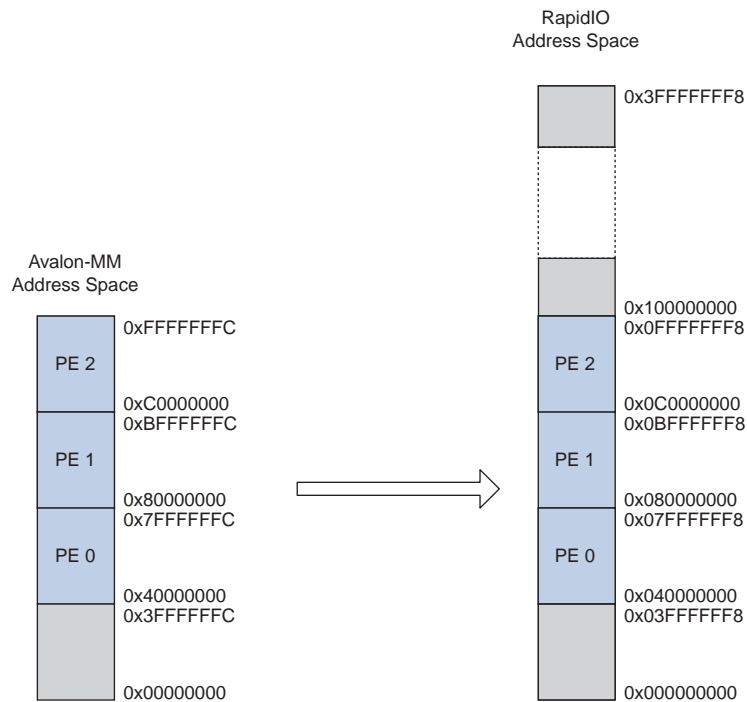 RapidIO
Address Space
0x3FFFFFFF8
0x100000000
0x0FFFFFFF8
PE 2
0x0C0000000
0x0BFFFFFF8
PE 1
0x080000000
0x07FFFFFF8
PE 0
0x040000000
0x03FFFFFF8
0x000000000
Avalon-MM
Address Space
0xFFFFFFFC
PE 2
0xC0000000
0xBFFFFFFC
PE 1
0x80000000
0x7FFFFFFC
PE 0
0x40000000
0x3FFFFFFC
0x00000000